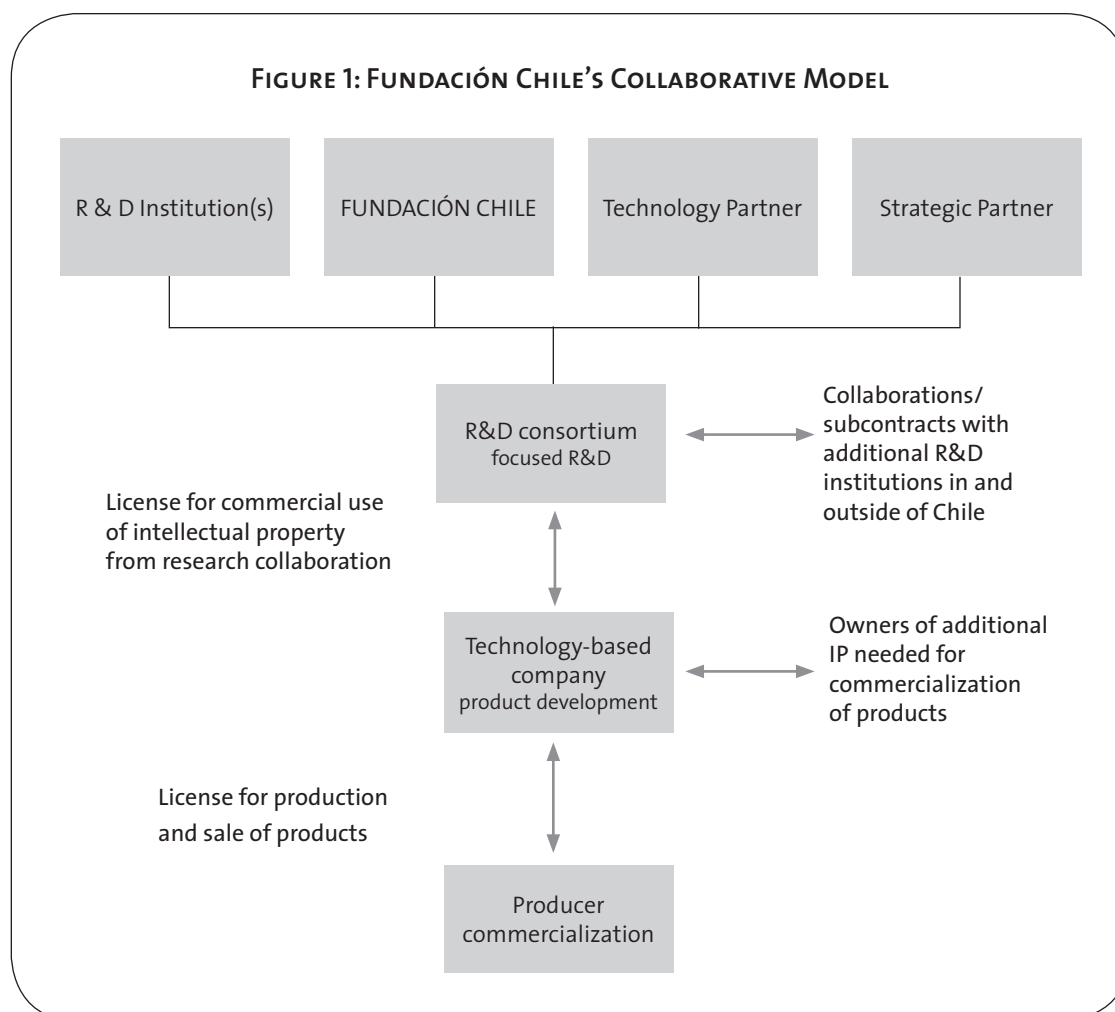 FIGURE 1: FUNDACIÓN CHILE'S COLLABORATIVE MODEL
R & D Institution(s)
FUNDACIÓN CHILE
Technology Partner
Strategic Partner
R&D consortium
focused R&D
Collaborations/
subcontracts with
additional R&D
institutions in and
outside of Chile
License for commercial use
of intellectual property
from research collaboration
Technology-based
company
product development
Owners of additional
IP needed for
commercialization
of products
License for production
and sale of products
Producer
commercialization